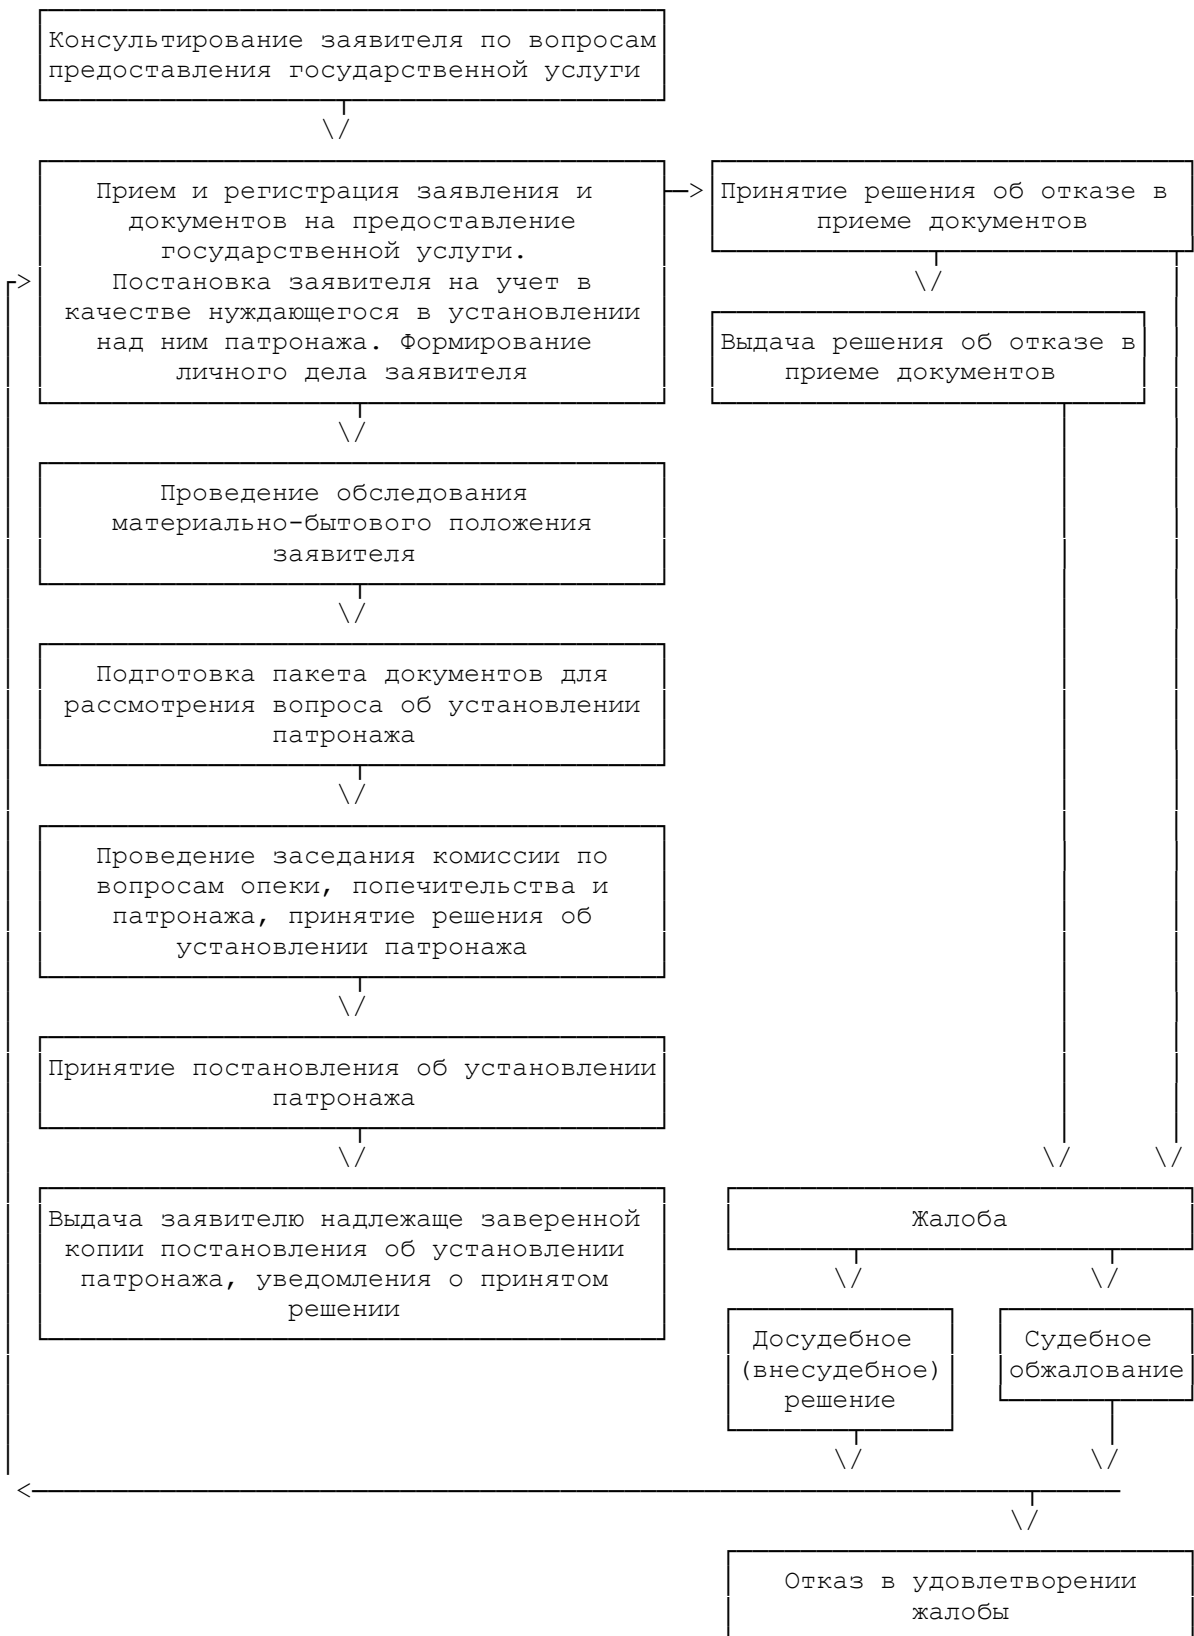 Консультирование заявителя по вопросам
предоставления государственной услуги
Прием и регистрация заявления и
документов на предоставление
государственной услуги.
Постановка заявителя на учет в
качестве нуждающегося в установлении
над ним патронажа. Формирование
личного дела заявителя
Принятие решения об отказе в
приеме документов
Выдача решения об отказе в
приеме документов
Проведение обследования
материально-бытового положения
заявителя
Подготовка пакета документов для
рассмотрения вопроса об установлении
патронажа
Проведение заседания комиссии по
вопросам опеки, попечительства и
патронажа, принятие решения об
установлении патронажа
Принятие постановления об установлении
патронажа
Выдача заявителю надлежаще заверенной
копии постановления об установлении
патронажа, уведомления о принятом
решении
Жалоба
Досудебное
(внесудебное)
решение
Судебное
обжалование
Отказ в удовлетворении
жалобы